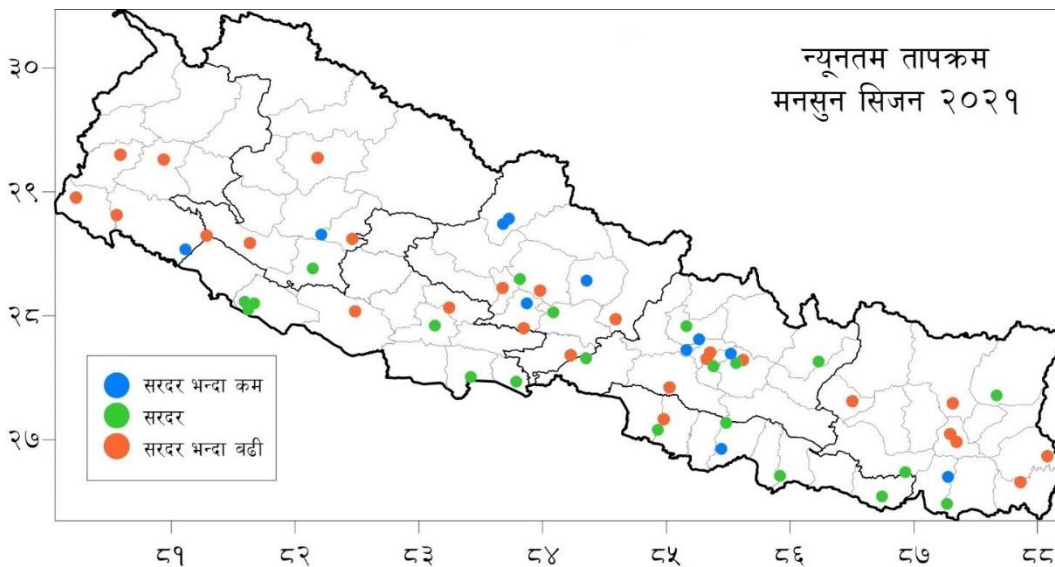 न्यूनतम तापक्रम
मनसुन सिजन २०२१
३०
२९
२८
२७
सरदर भन्दा कम
सरदर
सरदर भन्दा बढी
८१ ८२ ८३ ८४ ८५ ८६ ८७ ८८